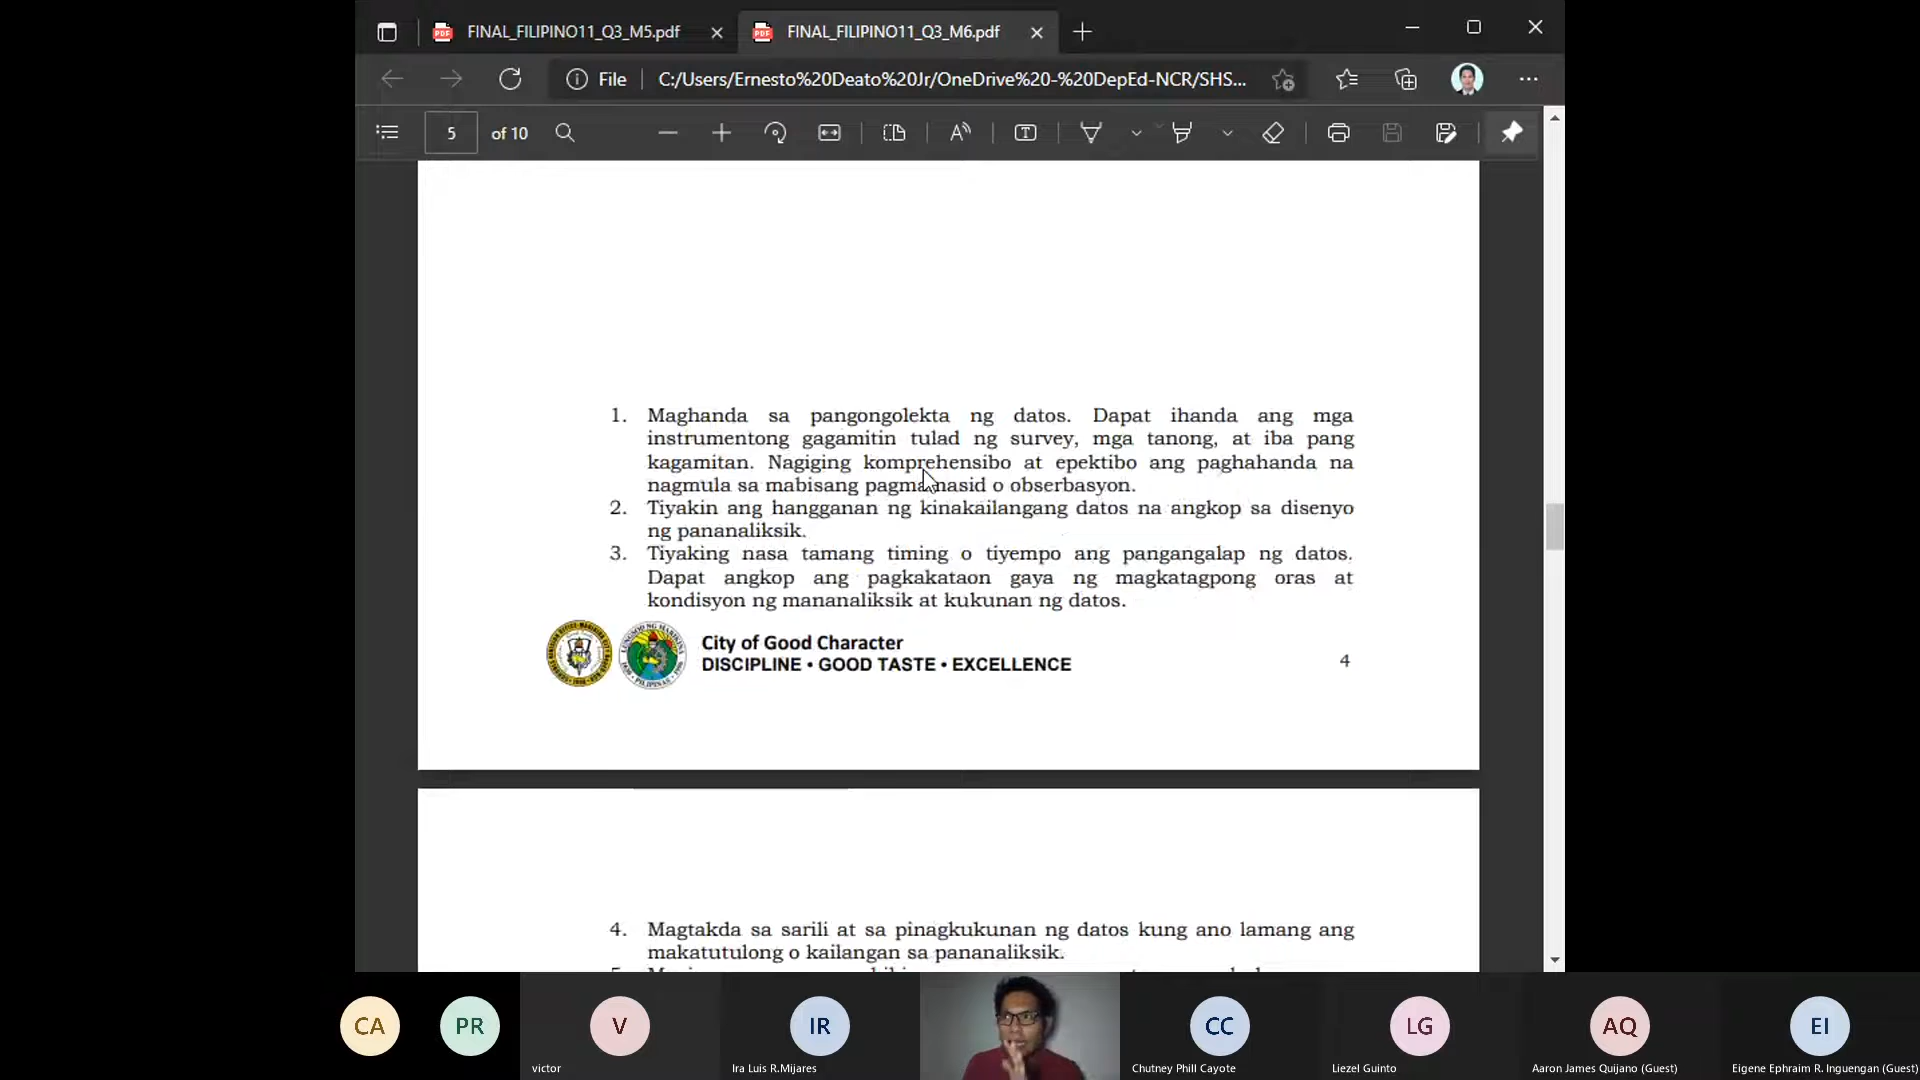 FINAL_FILIPINO11_Q3_M5.pdf
FINAL_FILIPINO11_Q3_M6.pdf
File
C:/Users/Ernesto%20Deato%20Jr/OneDrive%20-%20DepEd-NCR/SHS...
5 of 10
1. Maghanda sa pangongolekta ng datos. Dapat ihanda ang mga
instrumentong gagamitin tulad ng survey, mga tanong, at iba pang
kagamitan. Nagiging komprehensibo at epektibo ang paghahanda na
nagmula sa mabisang pagmamasid o obserbasyon.
2. Tiyakin ang hangganan ng kinakailangang datos na angkop sa disenyo
ng pananaliksik.
3. Tiyaking nasa tamang timing o tiyempo ang pangangalap ng datos.
Dapat angkop ang pagkakataon gaya ng magkatagpong oras at
kondisyon ng mananaliksik at kukunan ng datos.
City of Good Character
DISCIPLINE • GOOD TASTE • EXCELLENCE
4
4. Magtakda sa sarili at sa pinagkukunan ng datos kung ano lamang ang
makatutulong o kailangan sa pananaliksik.
CA
PR
V
victor
IR
Ira Luis R.Mijares
CC
Chutney Phill Cayote
LG
Liezel Guinto
AQ
Aaron James Quijano (Guest)
EI
Eigene Ephraim R. Inguengan (Guest)